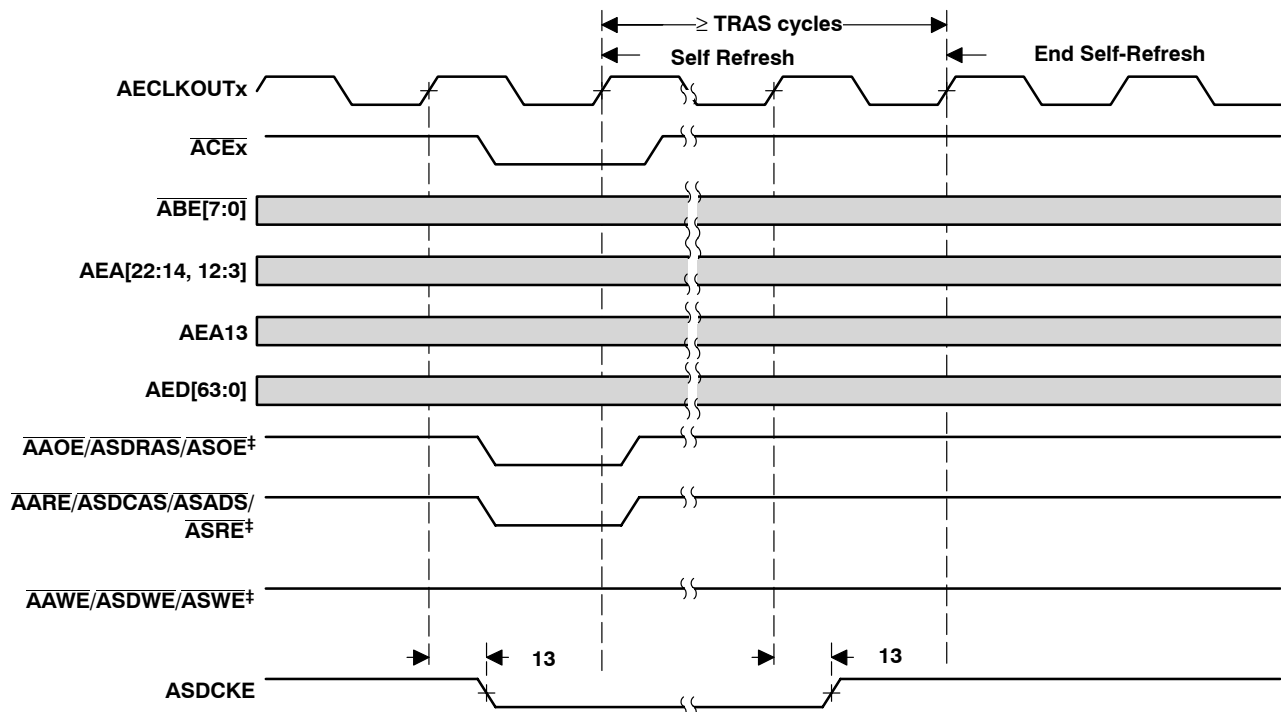 ≥ TRAS cycles
Self Refresh
End Self-Refresh
AECLKOUTx
ACEx
ABE[7:0]
AEA[22:14, 12:3]
AEA13
AED[63:0]
AAOE/ASDRAS/ASOE‡
AARE/ASDCAS/ASADS/
ASRE‡
AAWE/ASDWE/ASWE‡
13
13
ASDCKE